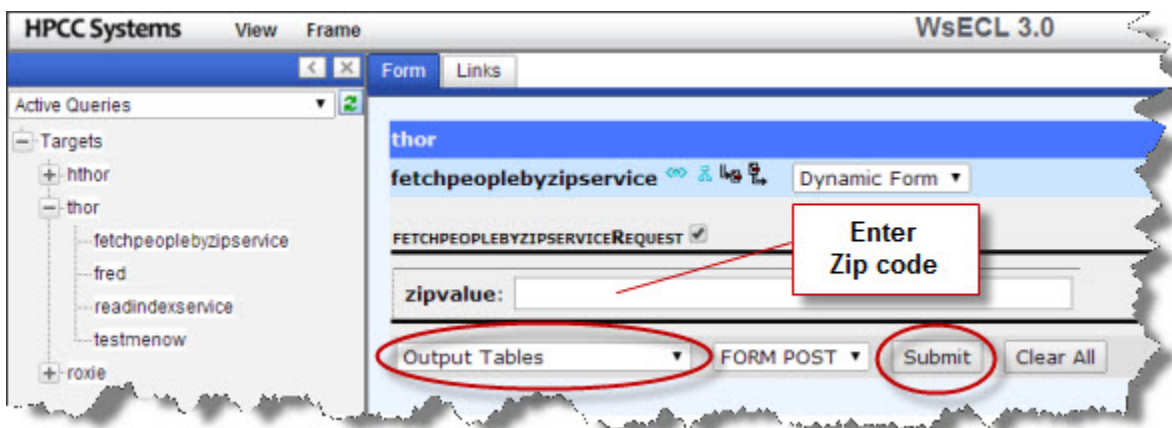 HPCC Systems View Frame WsECL 3.0
Form Links
Active Queries
Targets
hthor
thor
fetchpeoplebyzipservice
fred
readindexservice
testmenow
roxie
thor
fetchpeoplebyzipservice Dynamic Form
FETCHPEOPLEBYZIPSERVICEREQUEST
Enter
Zip code
zipvalue:
Output Tables FORM POST Submit Clear All